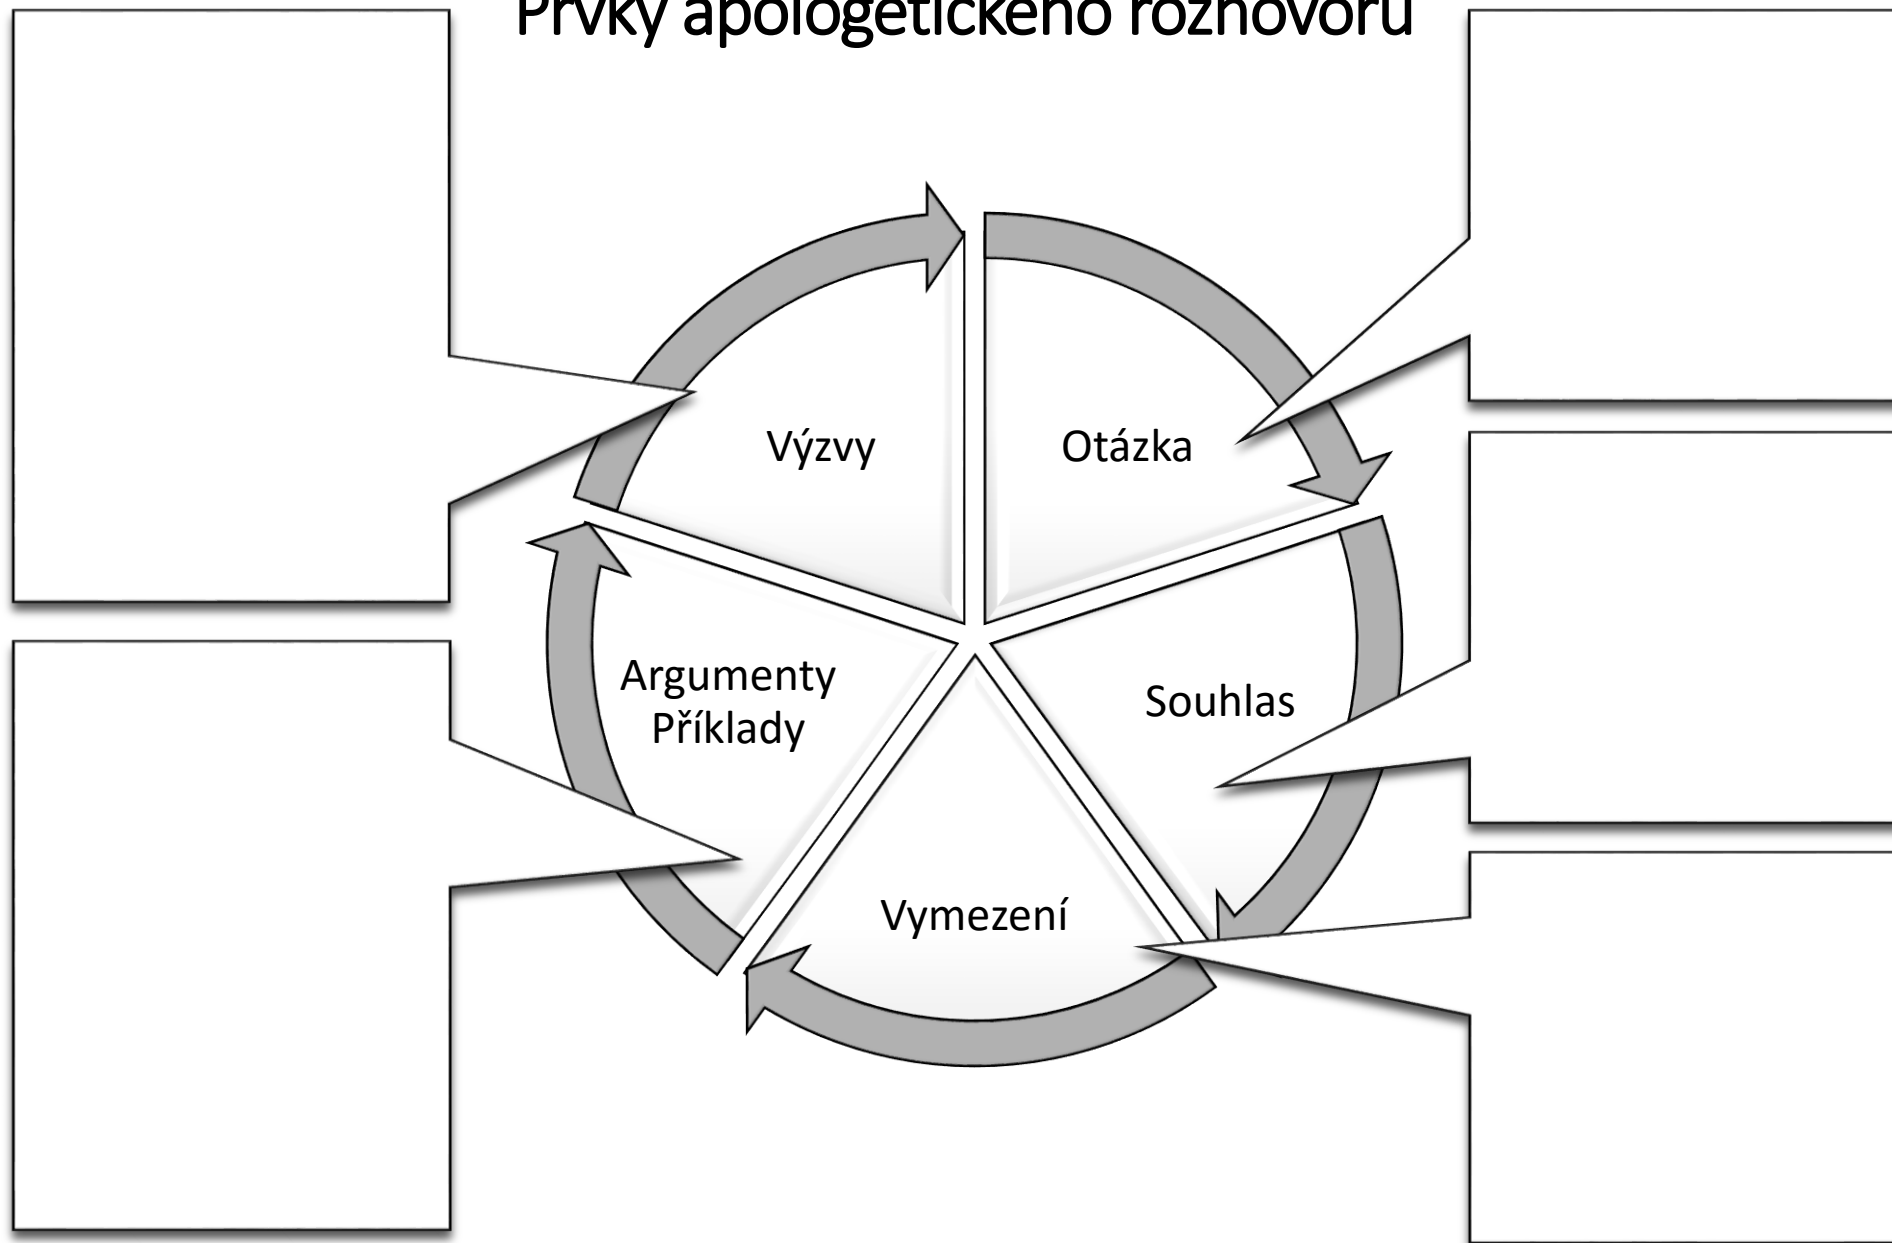 Prvky apologetického rozhovoru
Výzvy
Otázka
Argumenty
Příklady
Souhlas
Vymezení